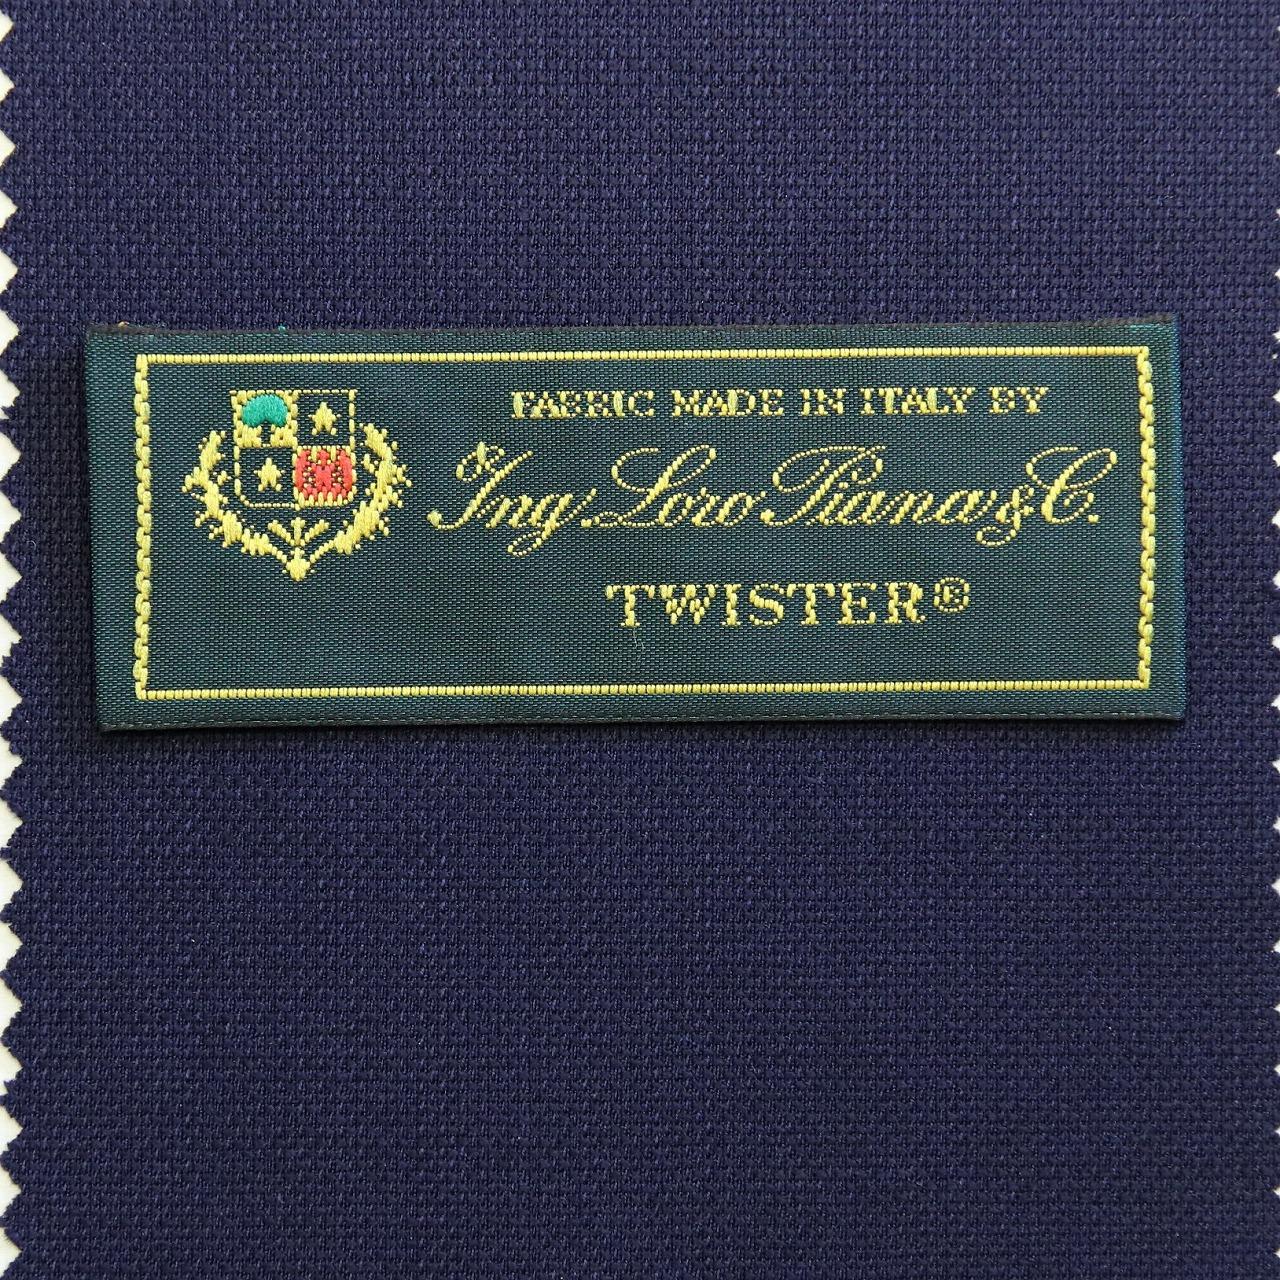 FABRIC MADE IN ITALY BY
Ing. Loro Piana & C.
TWISTER®